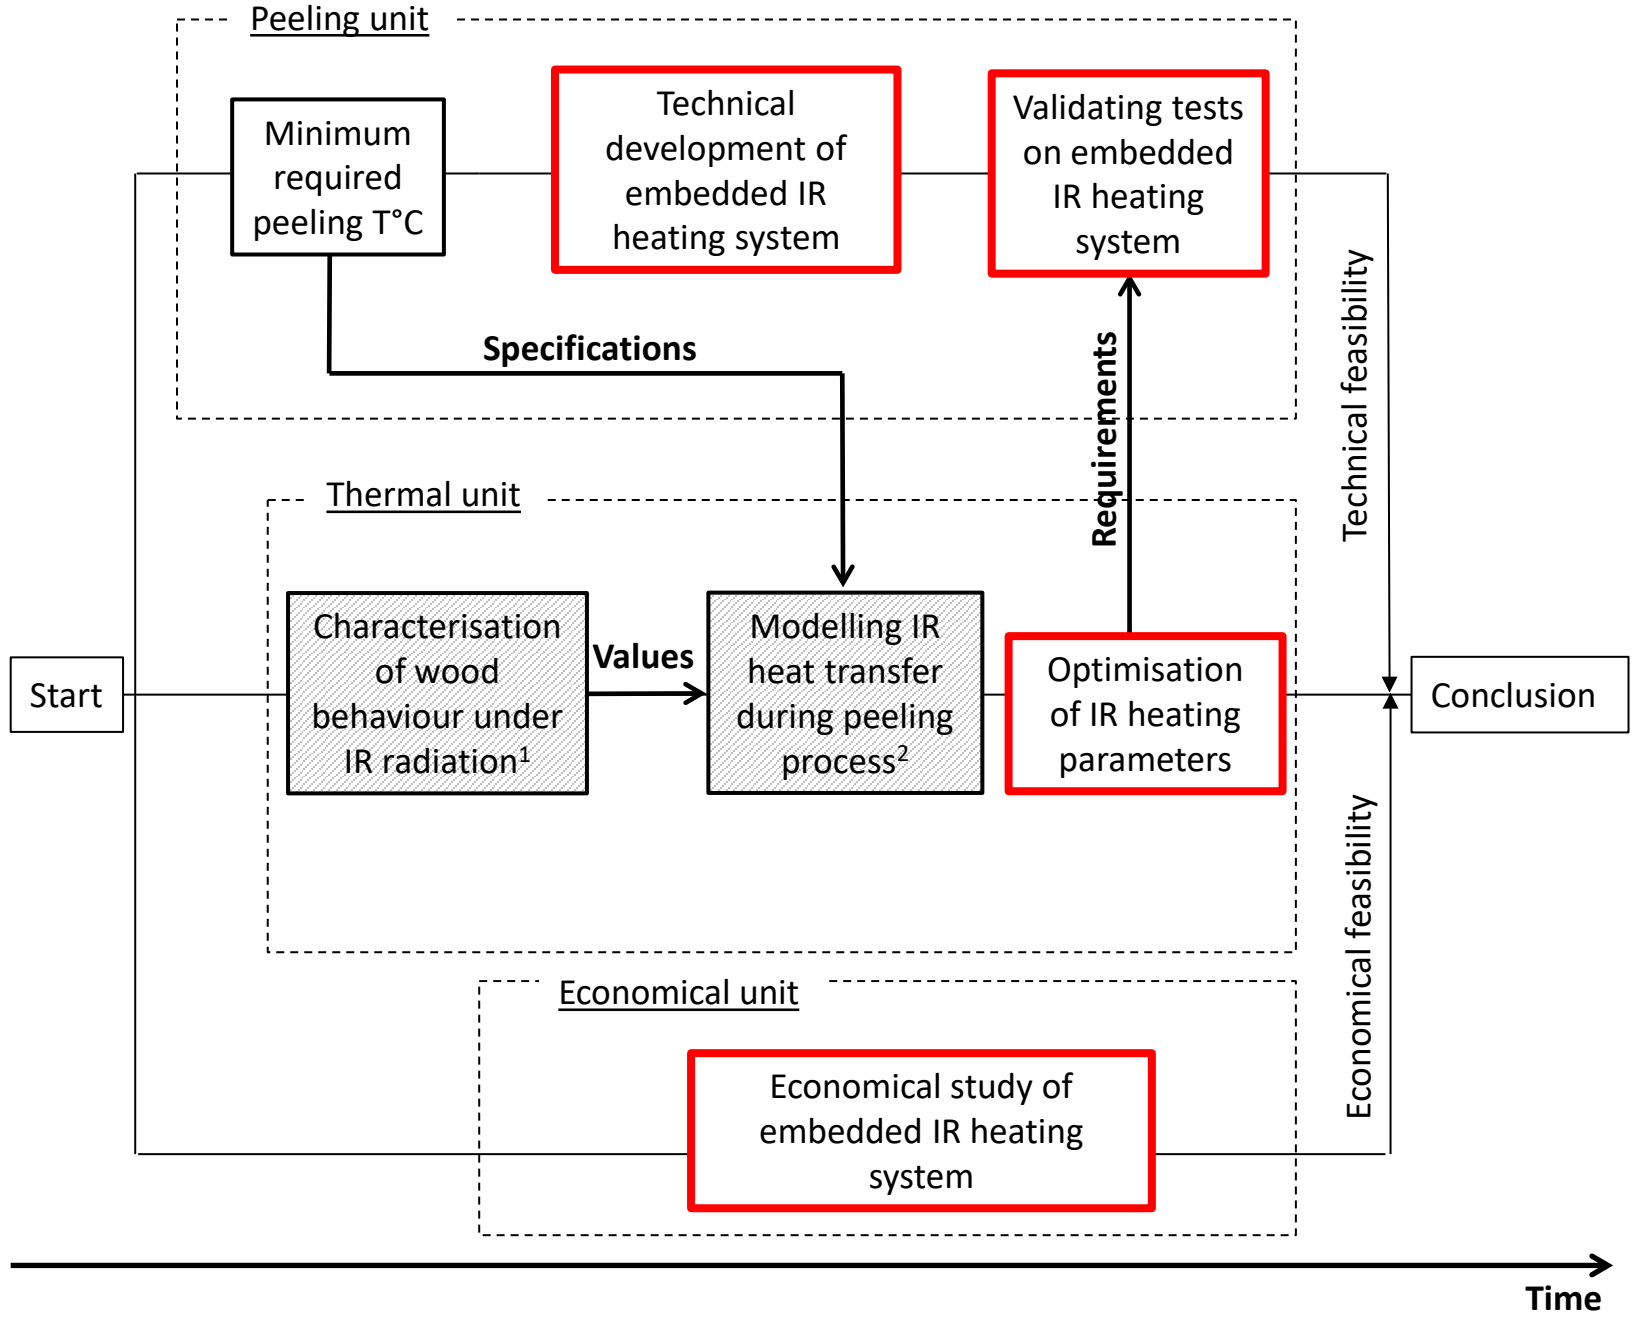 Peeling unit
Minimum
required
peeling T°C
Technical
development of
embedded IR
heating system
Validating tests
on embedded
IR heating
system
Specifications
Requirements
Technical feasibility
Thermal unit
Start
Characterisation
of wood
behaviour under
IR radiation¹
Values
Modelling IR
heat transfer
during peeling
process²
Optimisation
of IR heating
parameters
Conclusion
Economical feasibility
Economical unit
Economical study of
embedded IR heating
system
Time